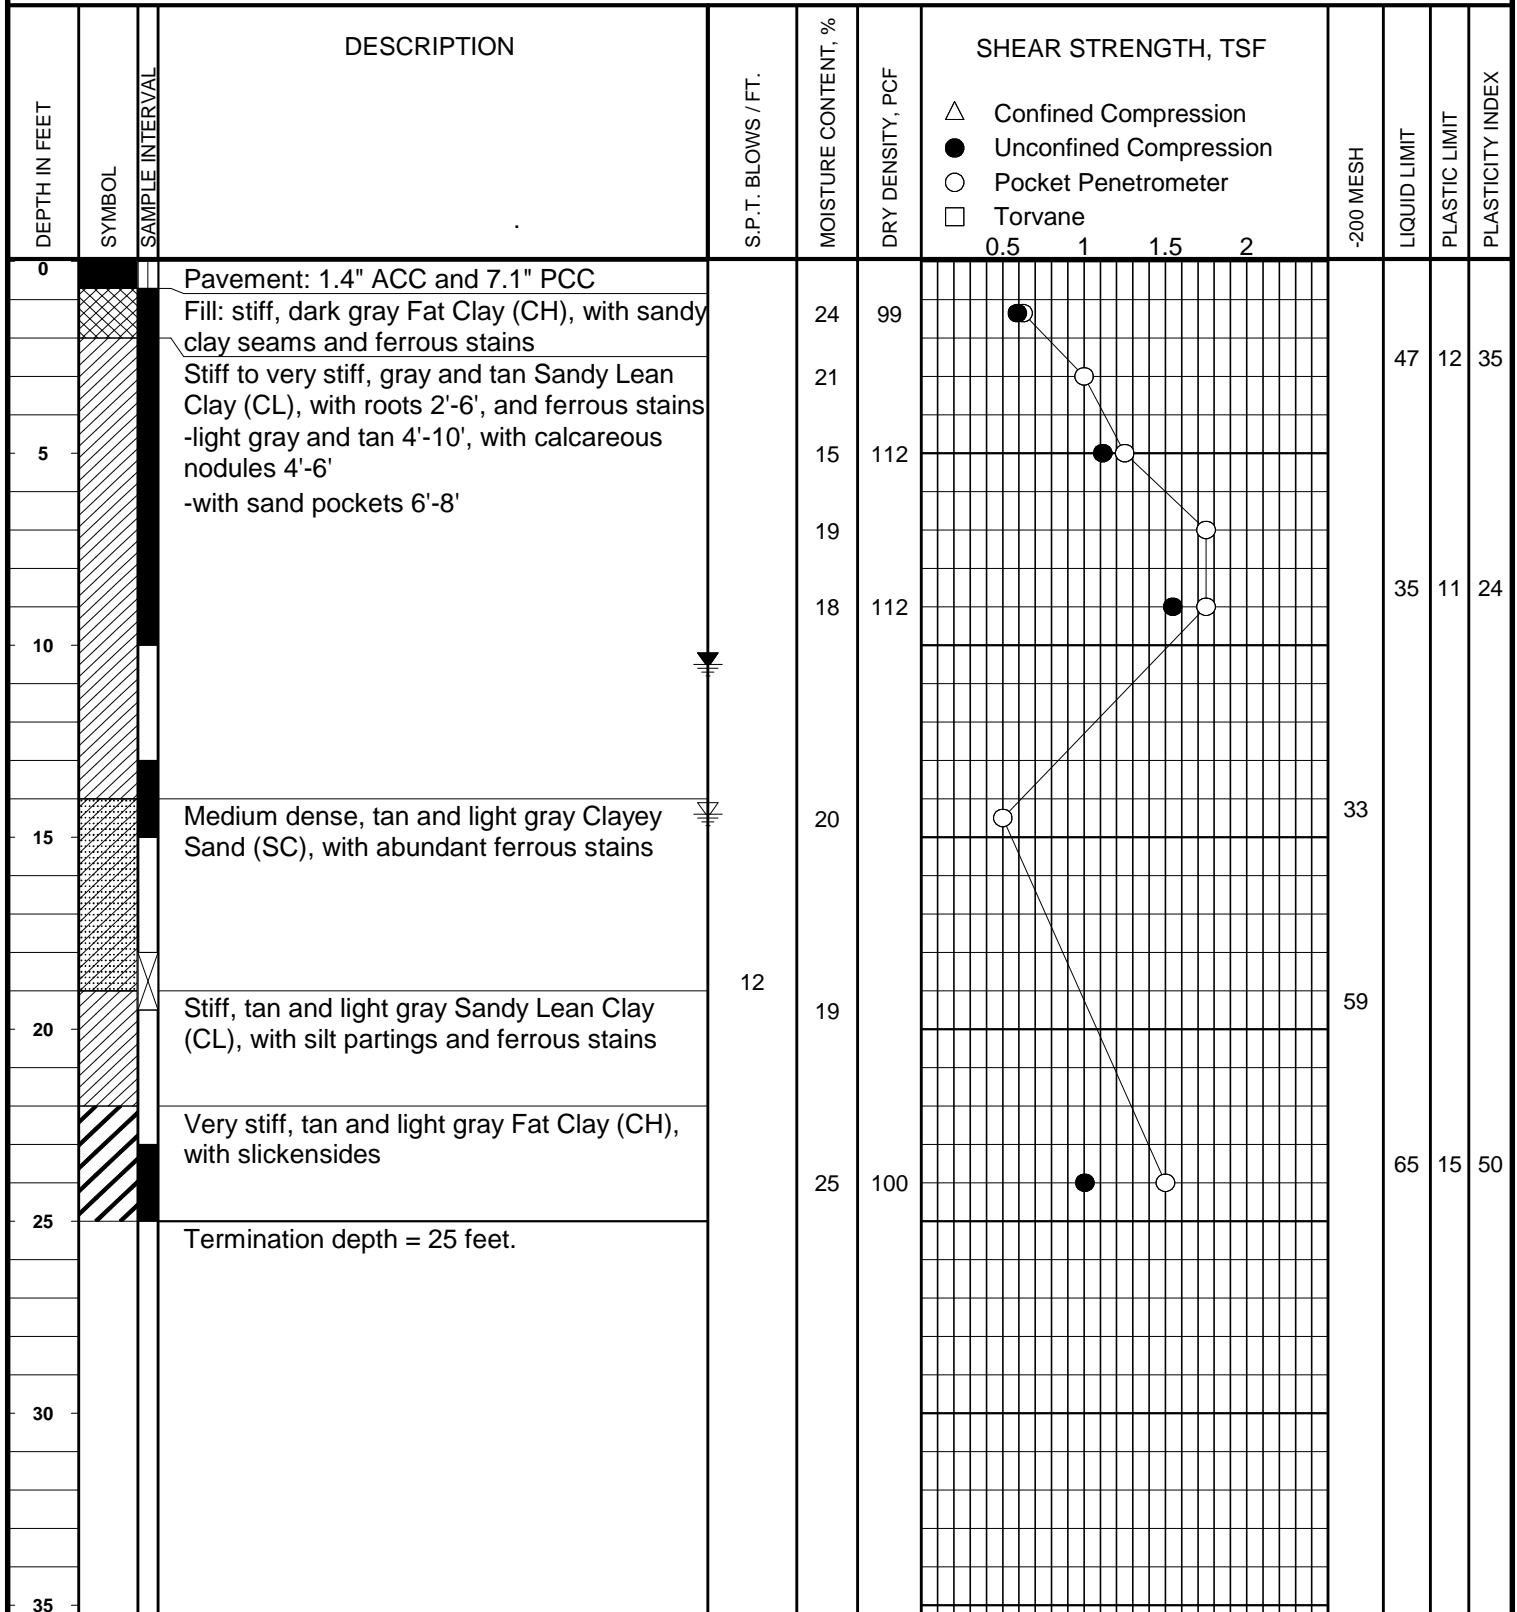 DEPTH IN FEET
SYMBOL
SAMPLE INTERVAL
DESCRIPTION
.
S.P.T. BLOWS / FT.
MOISTURE CONTENT, %
DRY DENSITY, PCF
SHEAR STRENGTH, TSF
Confined Compression
Unconfined Compression
Pocket Penetrometer
Torvane
0.5 1 1.5 2
-200 MESH
LIQUID LIMIT
PLASTIC LIMIT
PLASTICITY INDEX
0
Pavement: 1.4" ACC and 7.1" PCC
Fill: stiff, dark gray Fat Clay (CH), with sandy
clay seams and ferrous stains
24 99
Stiff to very stiff, gray and tan Sandy Lean
Clay (CL), with roots 2'-6', and ferrous stains
-light gray and tan 4'-10', with calcareous
nodules 4'-6'
-with sand pockets 6'-8'
47 12 35
21
5
15 112
19
35 11 24
18 112
10
Medium dense, tan and light gray Clayey
Sand (SC), with abundant ferrous stains
20
33
15
12
Stiff, tan and light gray Sandy Lean Clay
(CL), with silt partings and ferrous stains
19
59
20
Very stiff, tan and light gray Fat Clay (CH),
with slickensides
65 15 50
25 100
25
Termination depth = 25 feet.
30
35